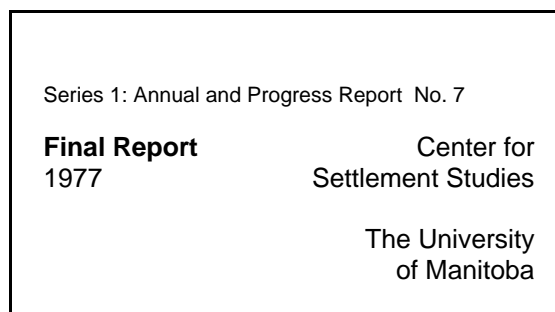 Series 1: Annual and Progress Report No. 7
Final Report
1977
Center for
Settlement Studies
The University
of Manitoba